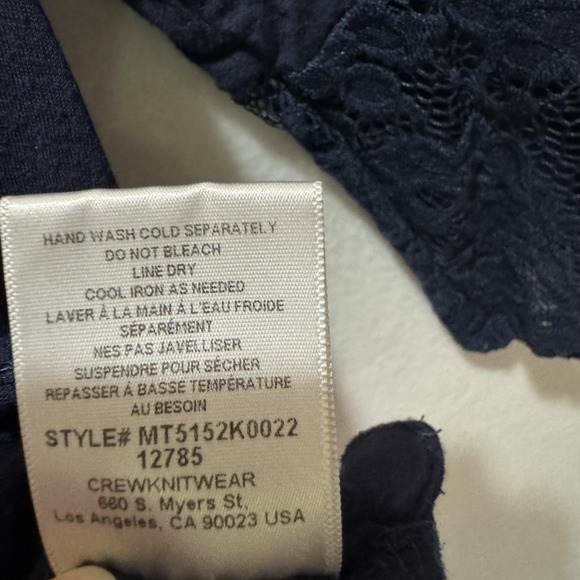 HAND WASH COLD SEPARATELY
DO NOT BLEACH
LINE DRY
COOL IRON AS NEEDED
LAVER À LA MAIN À L'EAU FROIDE
SÉPARÉMENT
NES PAS JAVELLISER
SUSPENDRE POUR SÉCHER
REPASSER À BASSE TEMPÉRATURE
AU BESOIN
STYLE# MT5152K0022
12785
CREWKNITWEAR
660 S. Myers St,
Los Angeles, CA 90023 USA